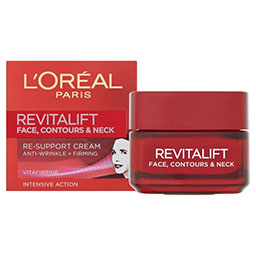 L'ORÉAL
PARIS
REVITALIFT
FACE, CONTOURS & NECK
RE-SUPPORT CREAM
ANTI-WRINKLE + FIRMING
VITAFIBRINE
INTENSIVE ACTION
REVITALIFT
FACE, CONTOURS & NECK